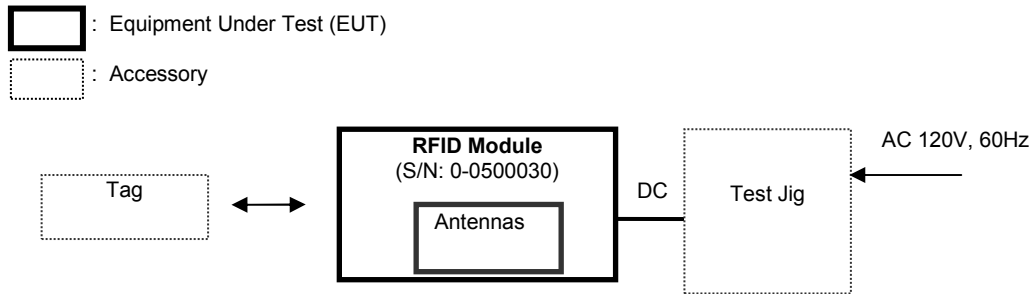 : Equipment Under Test (EUT)
: Accessory
AC 120V, 60Hz
RFID Module
(S/N: 0-0500030)
Tag
DC
Test Jig
Antennas